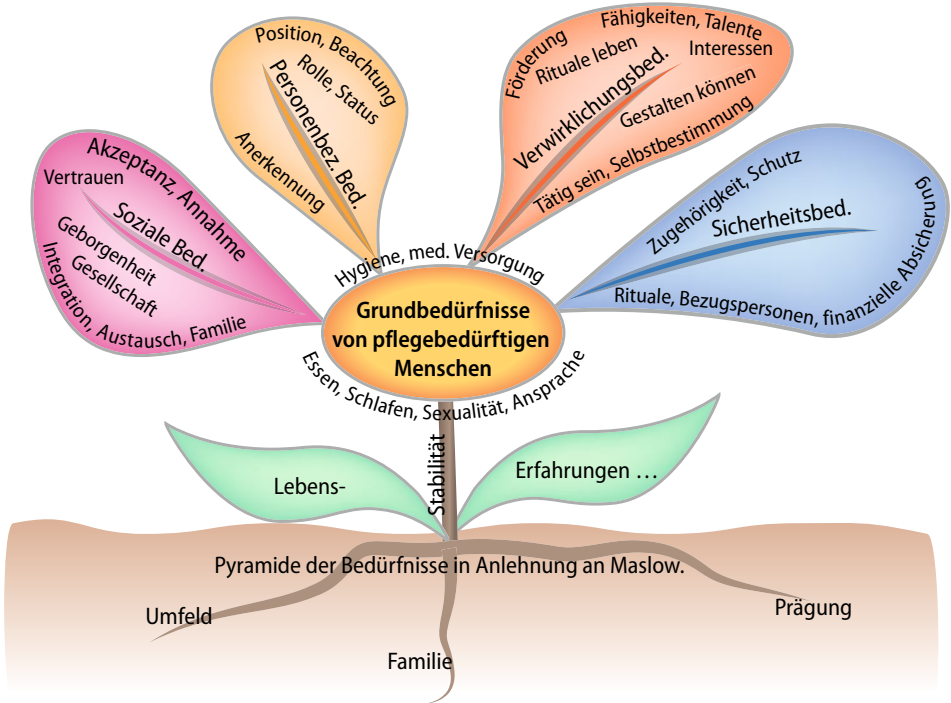 Akzeptanz, Annahme
Vertrauen
Soziale Bed.
Geborgenheit
Gesellschaft
Integration, Austausch, Familie
Position, Beachtung
Rolle, Status
Personenbez. Bed.
Anerkennung
Förderung
Fähigkeiten, Talente
Rituale leben
Interessen
Verwirklichungsbed.
Gestalten können
Tätig sein, Selbstbestimmung
Zugehörigkeit, Schutz
Sicherheitsbed.
Rituale, Bezugspersonen, finanzielle Absicherung
Hygiene, med. Versorgung
Grundbedürfnisse
von pflegebedürftigen
Menschen
Essen, Schlafen, Sexualität, Ansprache
Stabilität
Lebens-
Erfahrungen …
Pyramide der Bedürfnisse in Anlehnung an Maslow.
Umfeld
Familie
Prägung